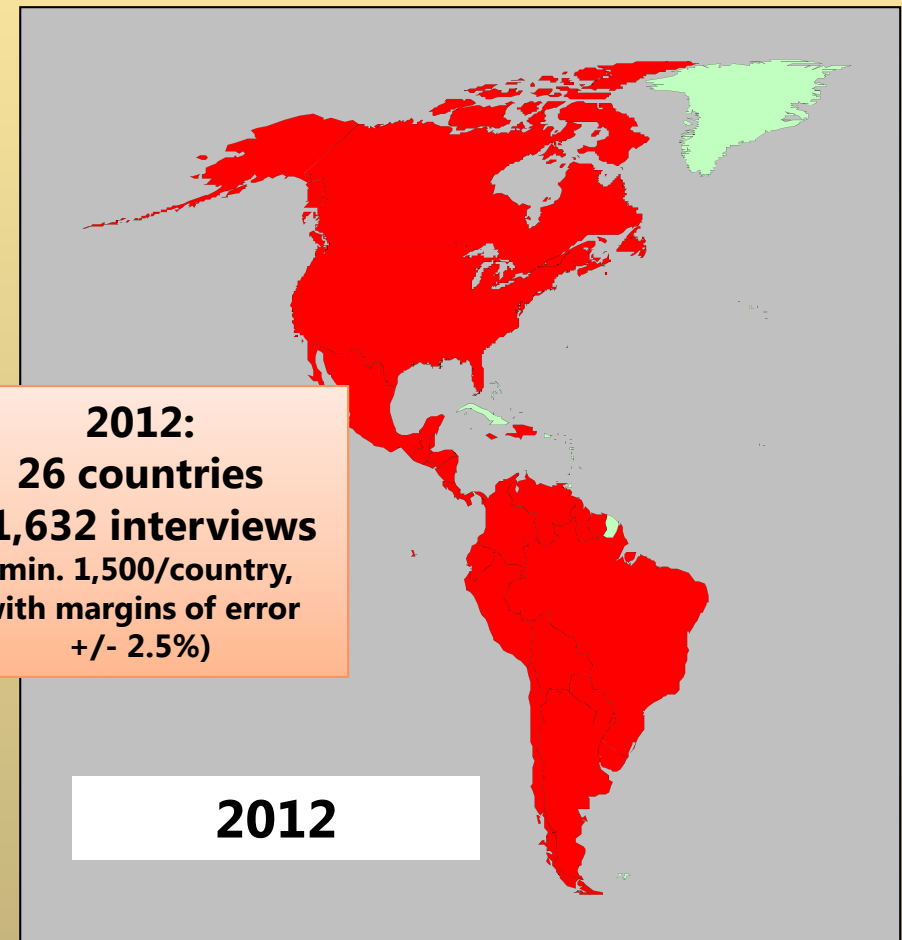 2012:
26 countries
1,632 interviews
min. 1,500/country,
with margins of error
+/- 2.5%)
2012